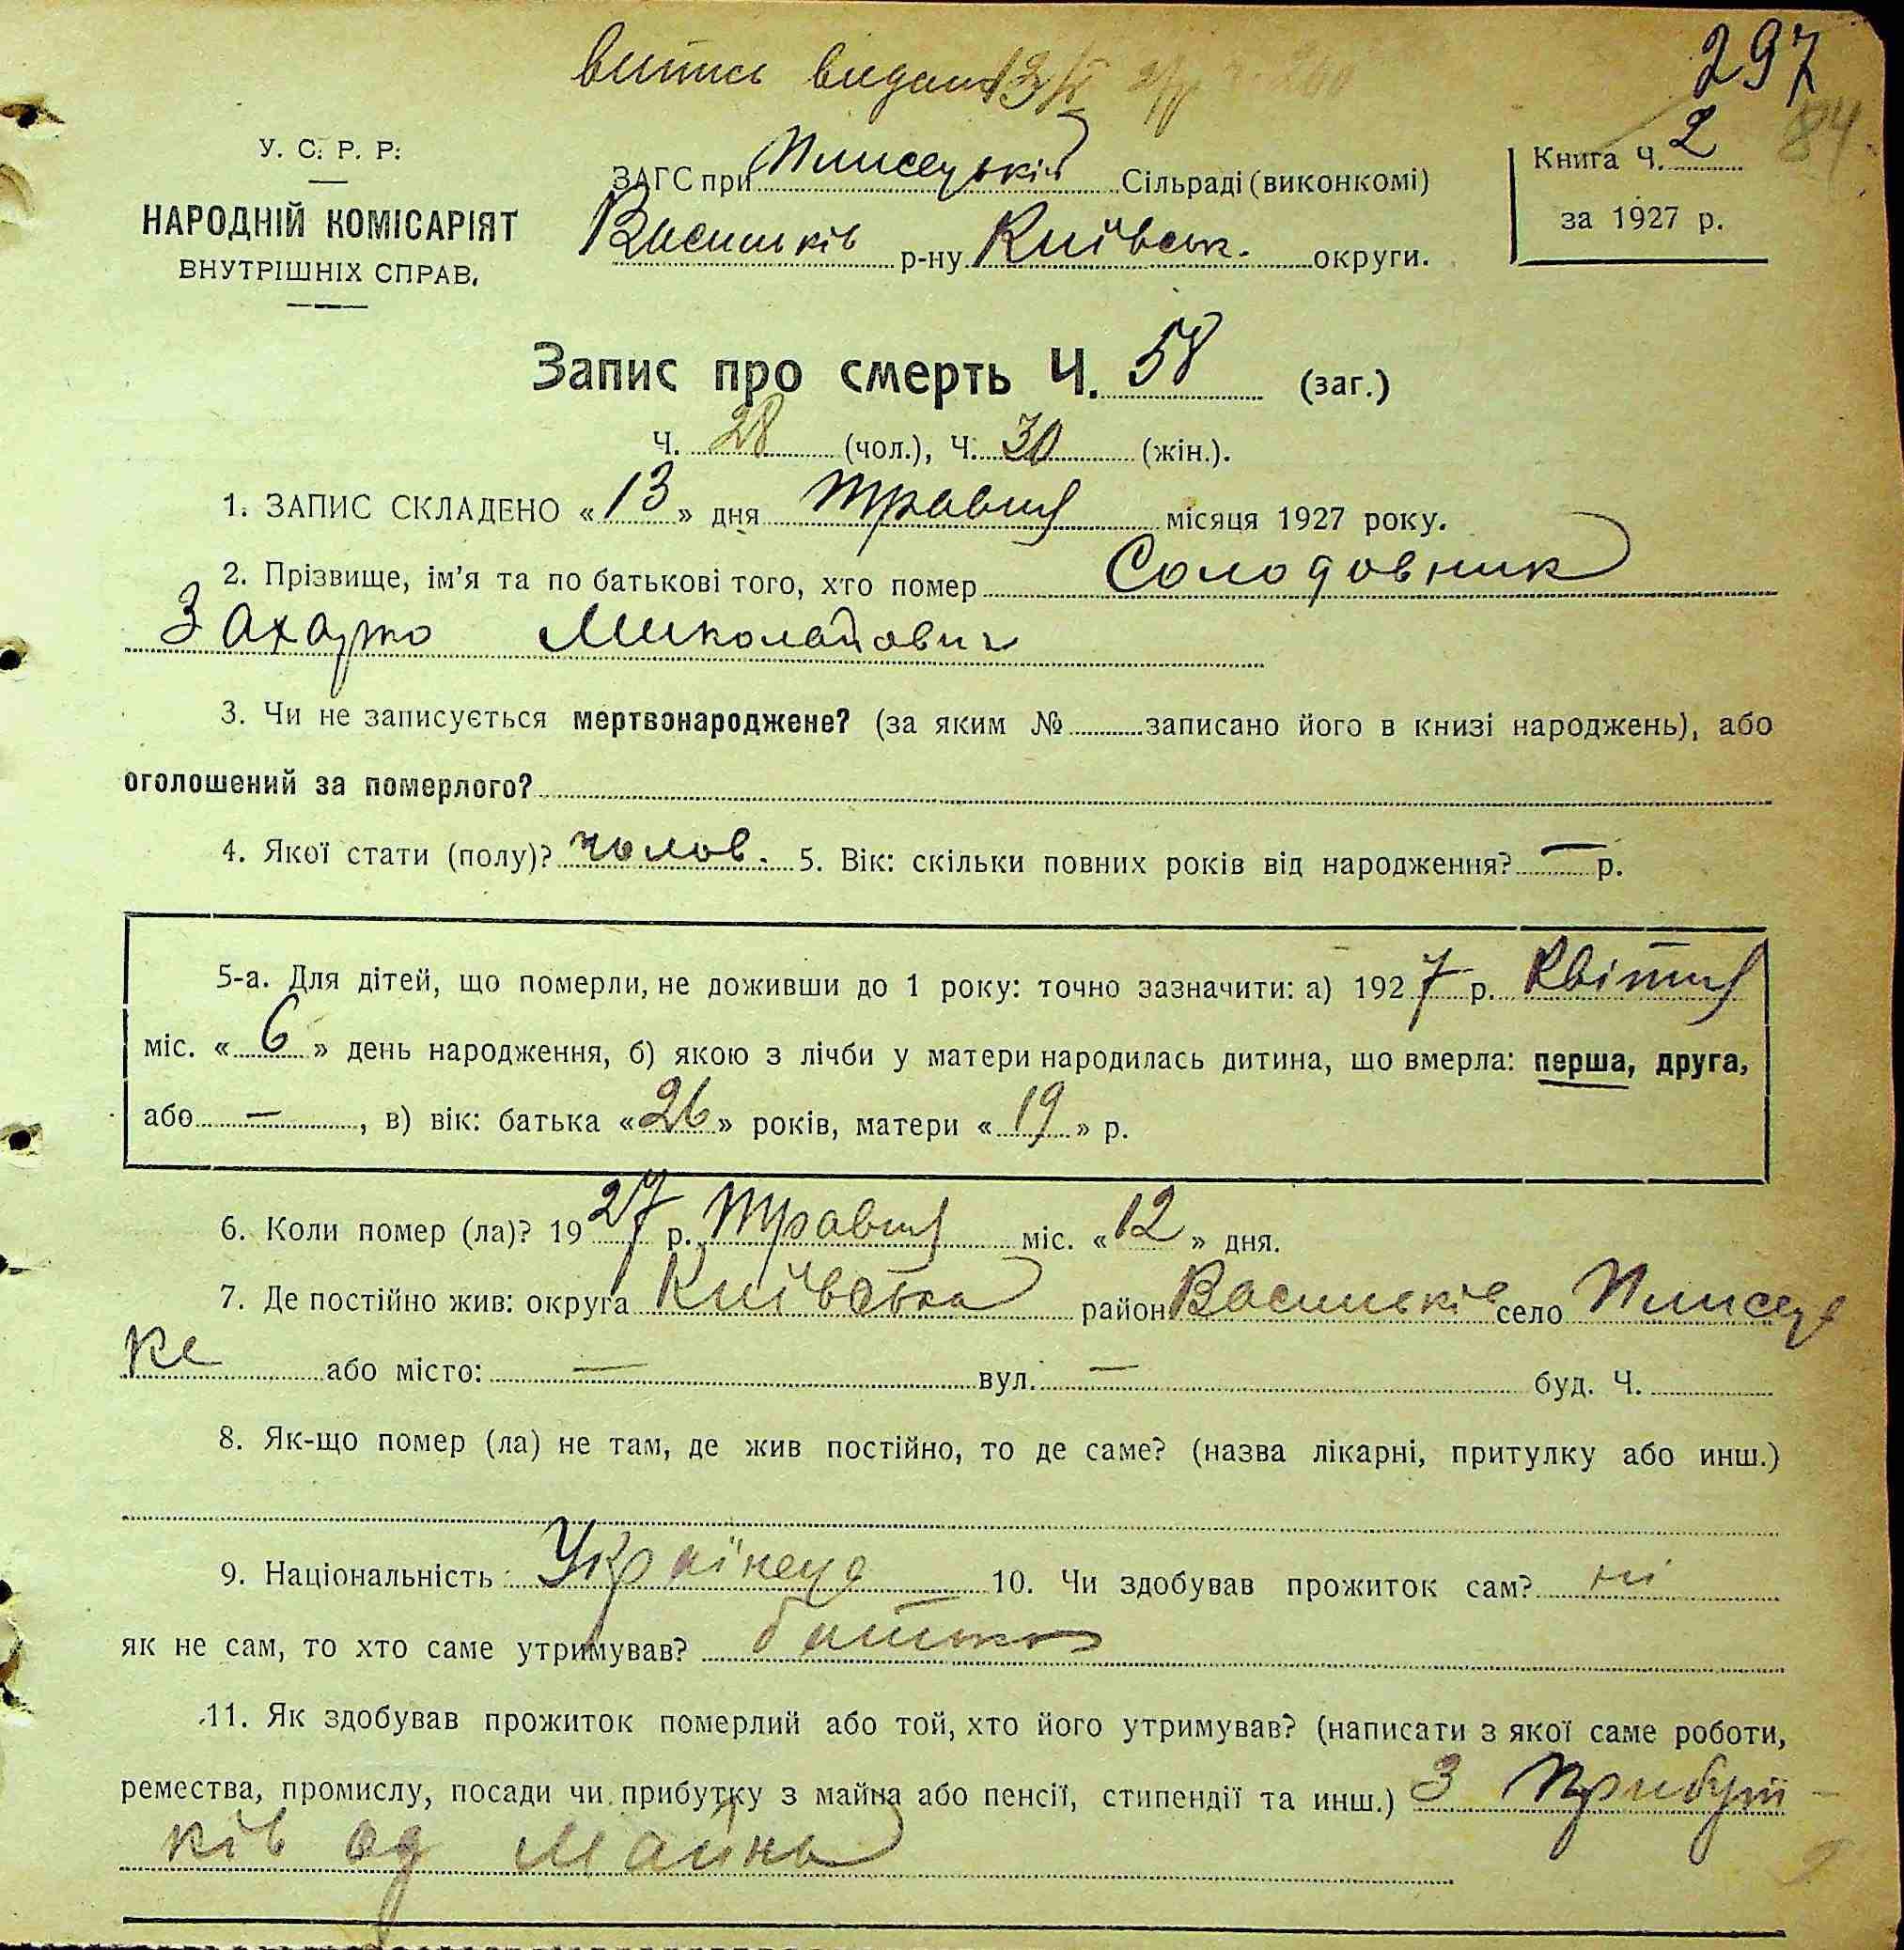 витись видано 13/V
297
84
У. С. Р. Р.
НАРОДНІЙ КОМІСАРІЯТ
ВНУТРІШНІХ СПРАВ.
ЗАГС при Плисецькій Сільраді (виконкомі)
Васильків р-ну Київськ. округи.
Книга Ч. 2
за 1927 р.
Запис про смерть Ч. 58 (заг.)
Ч. 28 (чол.), Ч. 30 (жін.).
1. ЗАПИС СКЛАДЕНО «13» дня Травня місяця 1927 року.
2. Прізвище, ім'я та по батькові того, хто помер Солодовник
Захарко Миколайович
3. Чи не записується мертвонароджене? (за яким № записано його в книзі народжень), або
оголошений за померлого?
4. Якої стати (полу)? чолов. 5. Вік: скільки повних років від народження? — р.
5-а. Для дітей, що померли, не доживши до 1 року: точно зазначити: а) 1927 р. Квітня
міс. «6» день народження, б) якою з лічби у матери народилась дитина, що вмерла: перша, друга,
або —, в) вік: батька «26» років, матери «19» р.
6. Коли помер (ла)? 1927 р. Травня міс. «12» дня.
7. Де постійно жив: округа Київська район Васильків село Плисець
ке або місто: — вул. — буд. Ч.
8. Як-що помер (ла) не там, де жив постійно, то де саме? (назва лікарні, притулку або инш.)
9. Національність Українець 10. Чи здобував прожиток сам? ні
як не сам, то хто саме утримував? батько
11. Як здобував прожиток померлий або той, хто його утримував? (написати з якої саме роботи,
ремества, промислу, посади чи прибутку з майна або пенсії, стипендії та инш.) З прибут-
ків од майна